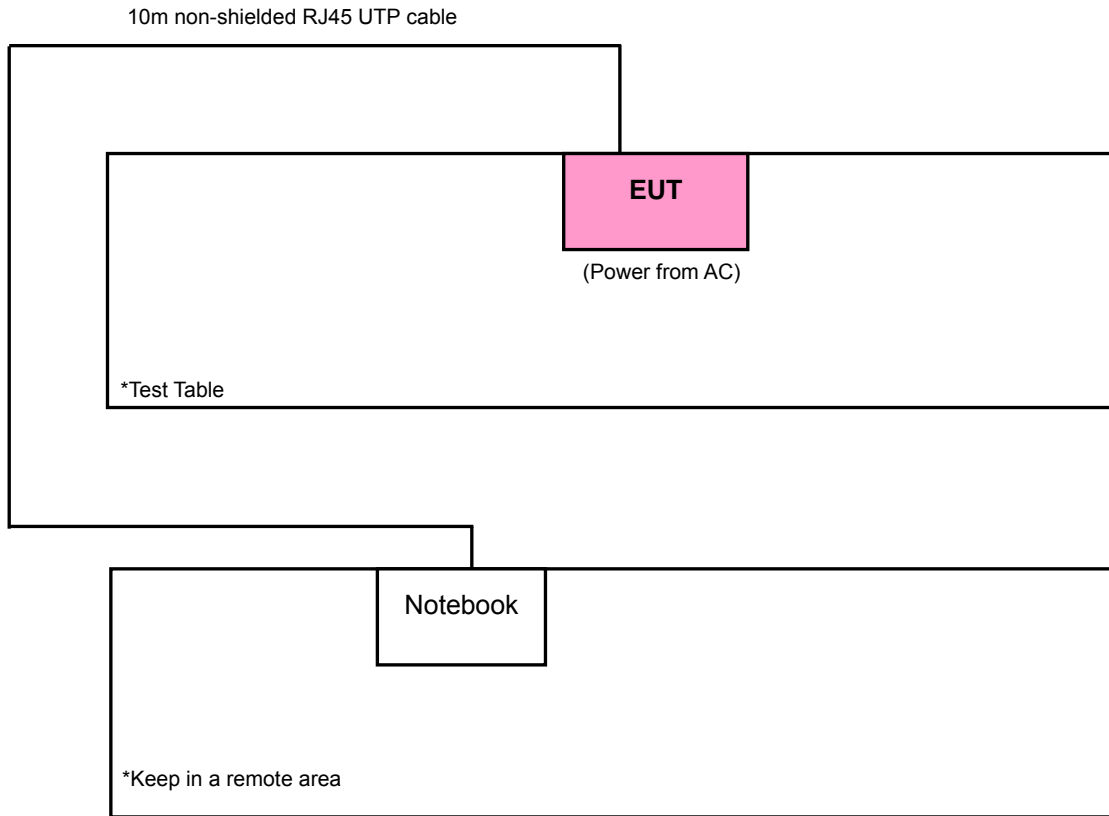 10m non-shielded RJ45 UTP cable
EUT
(Power from AC)
*Test Table
Notebook
*Keep in a remote area